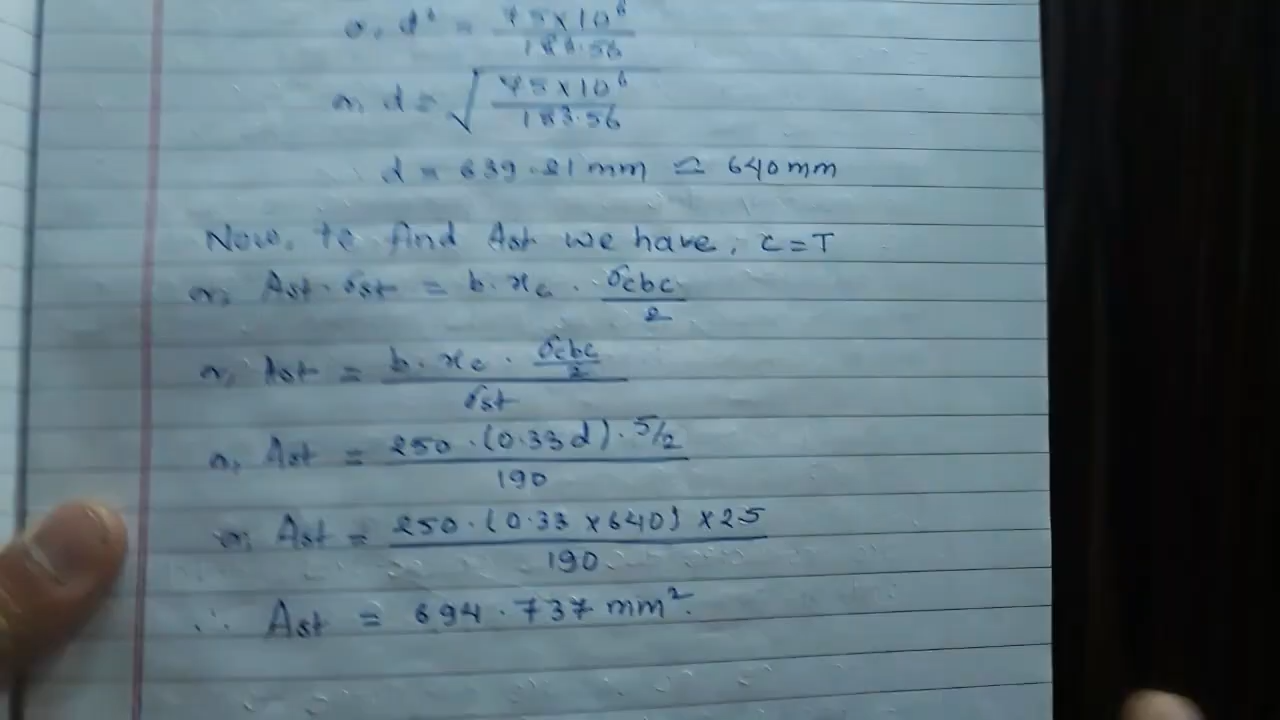 or, d² = 75×10⁶ / 183.56
or, d = √(75×10⁶ / 183.56)
d = 639.21 mm ≃ 640 mm
Now, to find Ast we have, C = T
or, Ast · σst = b · xc · σcbc / 2
or, Ast = b · xc · σcbc/2 / σst
or, Ast = 250 · (0.33d) · 5/2 / 190
or, Ast = 250 · (0.33 × 640) × 2.5 / 190
∴ Ast = 694.737 mm².